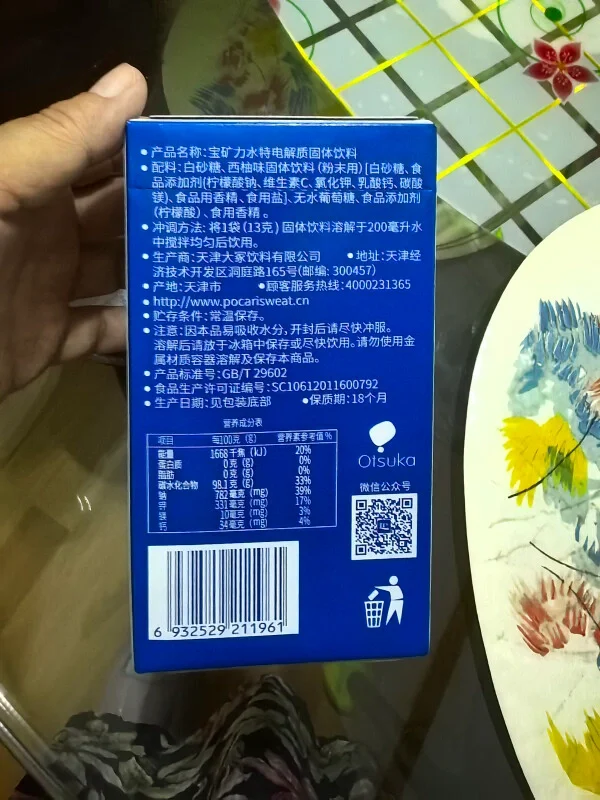 •产品名称:宝矿力水特电解质固体饮料
•配料:白砂糖、西柚味固体饮料(粉末用)[白砂糖、食
品添加剂(柠檬酸钠、维生素C、氯化钾、乳酸钙、碳酸
镁)、食品用香精、食用盐]、无水葡萄糖、食品添加剂
(柠檬酸)、食用香精。
•冲调方法:将1袋(13克)固体饮料溶解于200毫升水
中搅拌均匀后饮用。
•生产商:天津大冢饮料有限公司 •地址:天津经
济技术开发区洞庭路165号(邮编:300457)
•产地:天津市 •顾客服务热线:4000231365
•http://www.pocarisweat.cn
•贮存条件:常温保存。
•注意:因本品易吸收水分,开封后请尽快冲服。
溶解后请放于冰箱中保存或尽快饮用。请勿使用金
属材质容器溶解及保存本商品。
•产品标准号:GB/T 29602
•食品生产许可证编号:SC10612011600792
•生产日期:见包装底部 •保质期:18个月
营养成分表
项目 每100克(g) 营养素参考值%
能量 1668千焦(kJ) 20%
蛋白质 0克(g) 0%
脂肪 0克(g) 0%
碳水化合物 98.1克(g) 33%
钠 782毫克(mg) 39%
钾 331毫克(mg) 17%
镁 10毫克(mg) 3%
钙 34毫克(mg) 4%
Otsuka
微信公众号
6 932529 211961